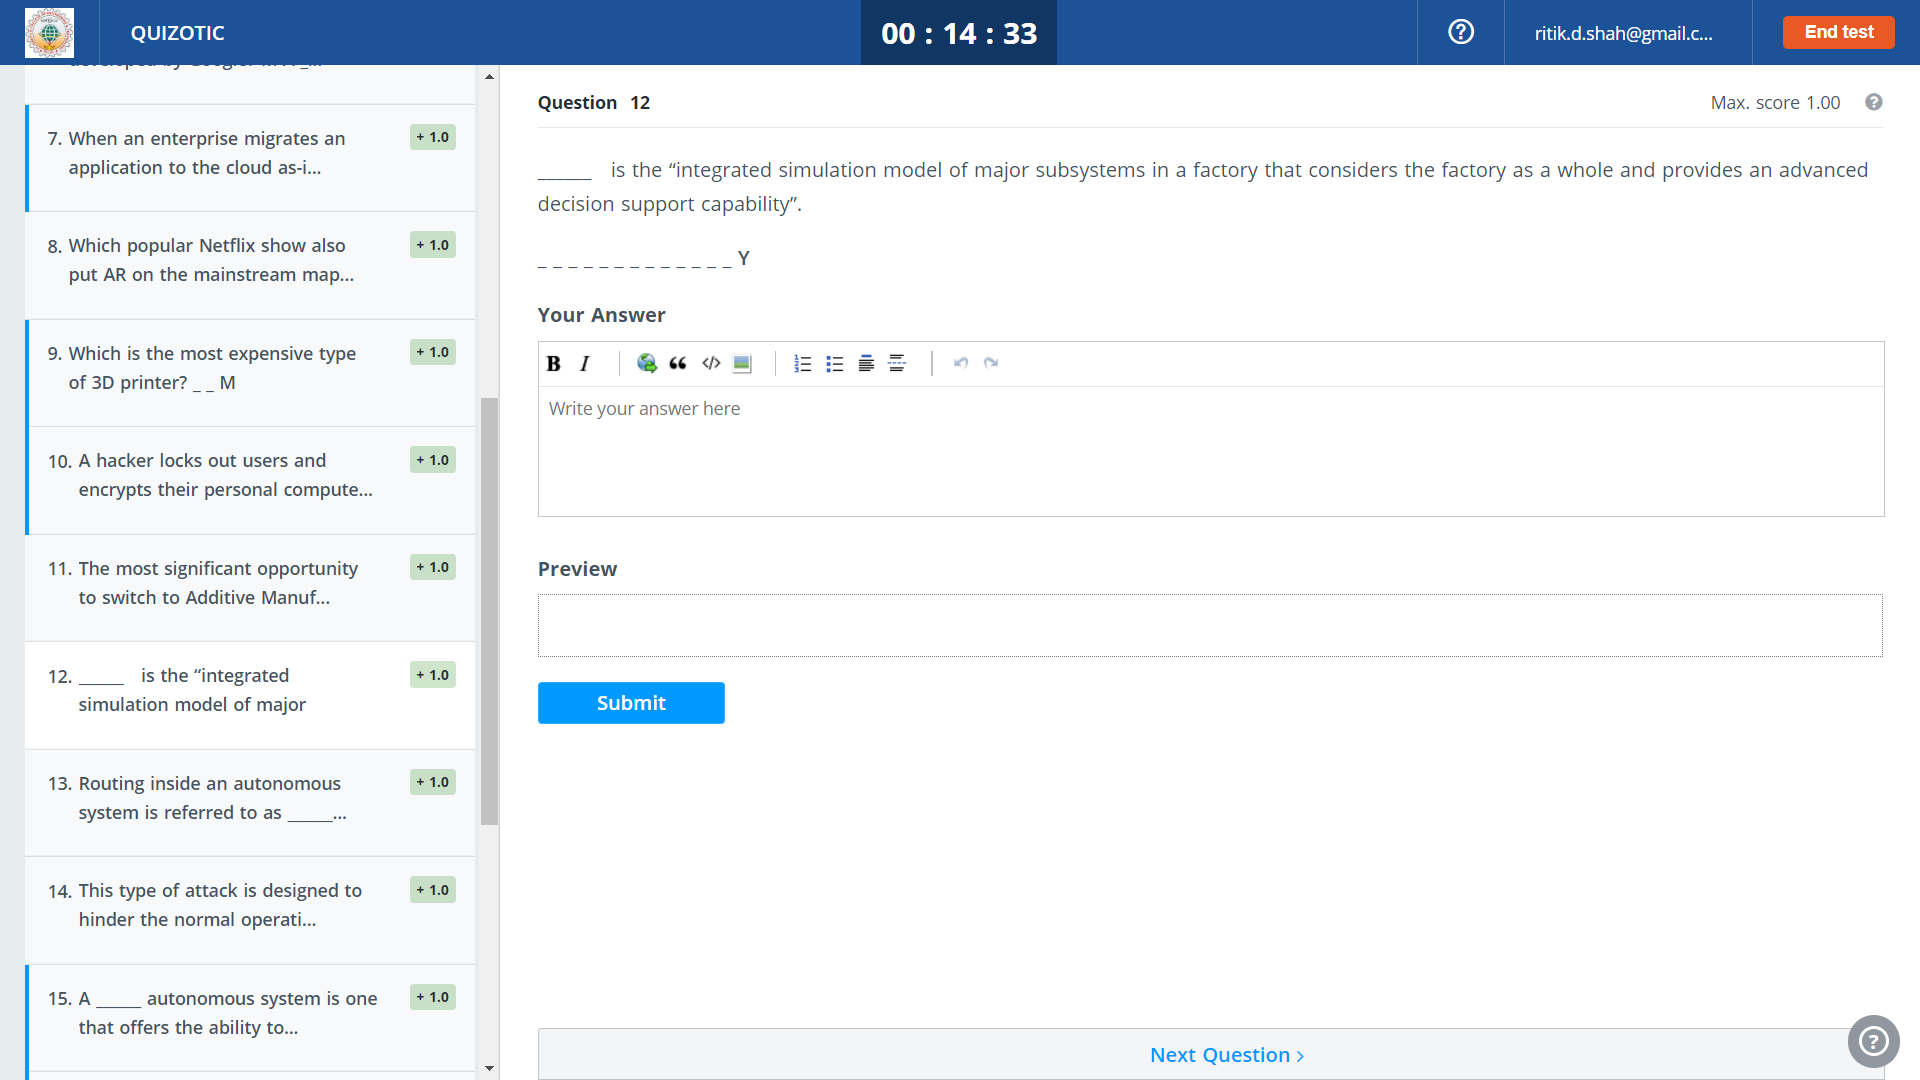 QUIZOTIC
00 : 14 : 33
ritik.d.shah@gmail.c...
End test
7. When an enterprise migrates an
application to the cloud as-i...
+ 1.0
8. Which popular Netflix show also
put AR on the mainstream map...
+ 1.0
9. Which is the most expensive type
of 3D printer? _ _ M
+ 1.0
10. A hacker locks out users and
encrypts their personal compute...
+ 1.0
11. The most significant opportunity
to switch to Additive Manuf...
+ 1.0
12. ______ is the “integrated
simulation model of major
+ 1.0
13. Routing inside an autonomous
system is referred to as ______...
+ 1.0
14. This type of attack is designed to
hinder the normal operati...
+ 1.0
15. A ______ autonomous system is one
that offers the ability to...
+ 1.0
Question 12
Max. score 1.00
______ is the “integrated simulation model of major subsystems in a factory that considers the factory as a whole and provides an advanced
decision support capability”.
_ _ _ _ _ _ _ _ _ _ _ _ _ Y
Your Answer
Write your answer here
Preview
Submit
Next Question >